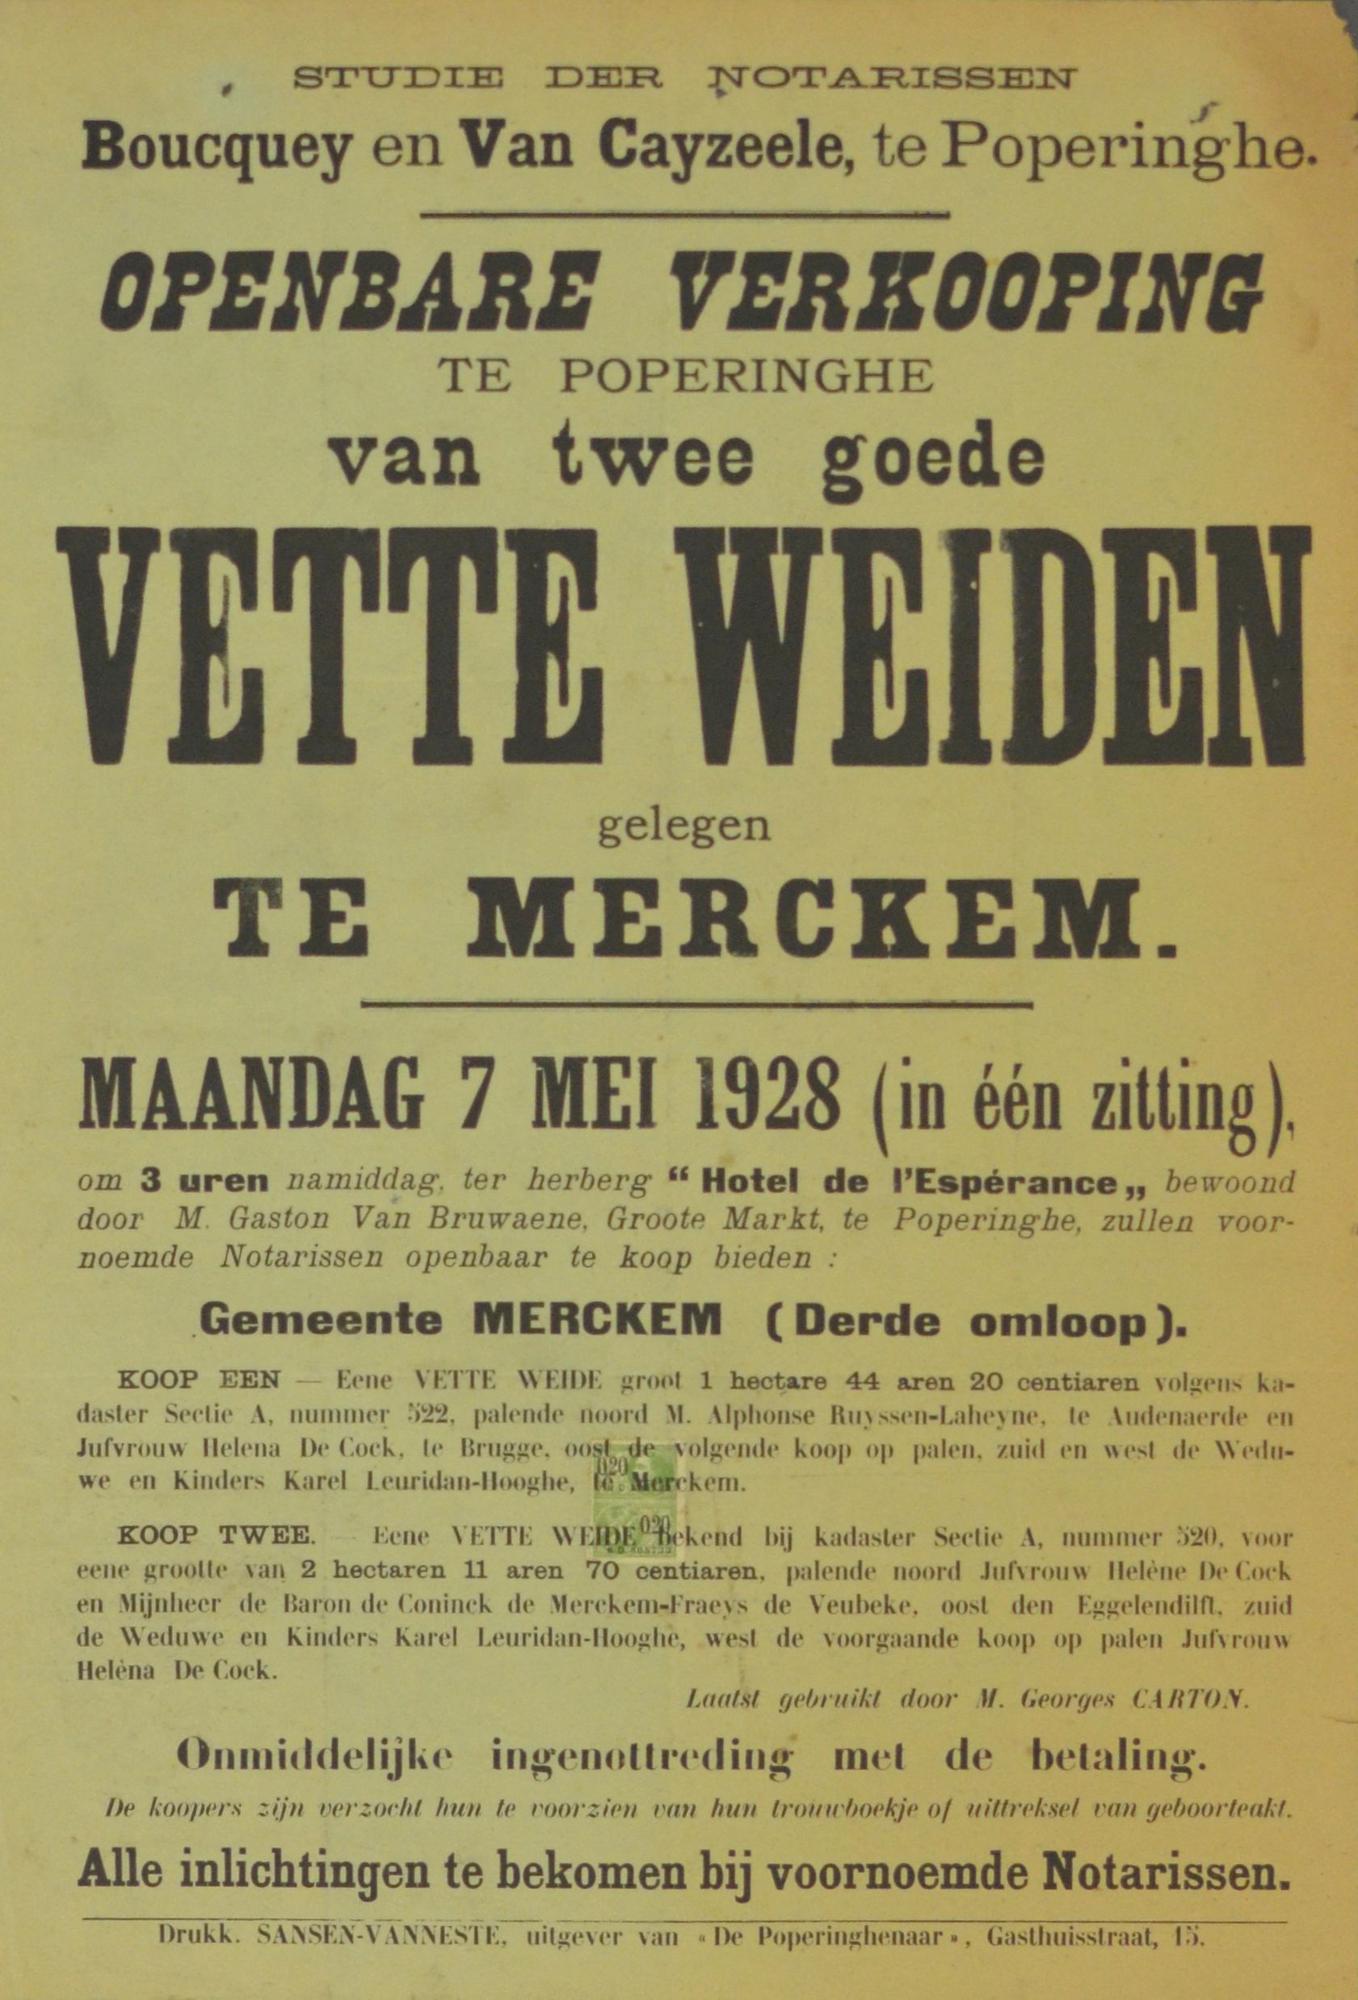 STUDIE DER NOTARISSEN
Boucquey en Van Cayzeele, te Poperinghe.
OPENBARE VERKOOPING
TE POPERINGHE
van twee goede
VETTE WEIDEN
gelegen
TE MERCKEM.
MAANDAG 7 MEI 1928 (in één zitting),
om 3 uren namiddag, ter herberg “ Hotel de l'Espérance „ bewoond
door M. Gaston Van Bruwaene, Groote Markt, te Poperinghe, zullen voor-
noemde Notarissen openbaar te koop bieden :
Gemeente MERCKEM (Derde omloop).
KOOP EEN — Eene VETTE WEIDE groot 1 hectare 44 aren 20 centiaren volgens ka-
daster Sectie A, nummer 522, palende noord M. Alphonse Ruyssen-Laheyne, te Audenaerde en
Jufvrouw Helena De Cock, te Brugge, oost de volgende koop op palen, zuid en west de Wedu-
we en Kinders Karel Leuridan-Hooghe, te Merckem.
020
KOOP TWEE. — Eene VETTE WEIDE bekend bij kadaster Sectie A, nummer 520, voor
020
eene grootte van 2 hectaren 11 aren 70 centiaren, palende noord Jufvrouw Helène De Cock
en Mijnheer de Baron de Coninck de Merckem-Fraeys de Veubeke, oost den Eggelendilft, zuid
de Weduwe en Kinders Karel Leuridan-Hooghe, west de voorgaande koop op palen Jufvrouw
Helèna De Cock.
Laatst gebruikt door M. Georges CARTON.
Onmiddelijke ingenottreding met de betaling.
De koopers zijn verzocht hun te voorzien van hun trouwboekje of uittreksel van geboorteakt.
Alle inlichtingen te bekomen bij voornoemde Notarissen.
Drukk. SANSEN-VANNESTE, uitgever van « De Poperinghenaar », Gasthuisstraat, 15.